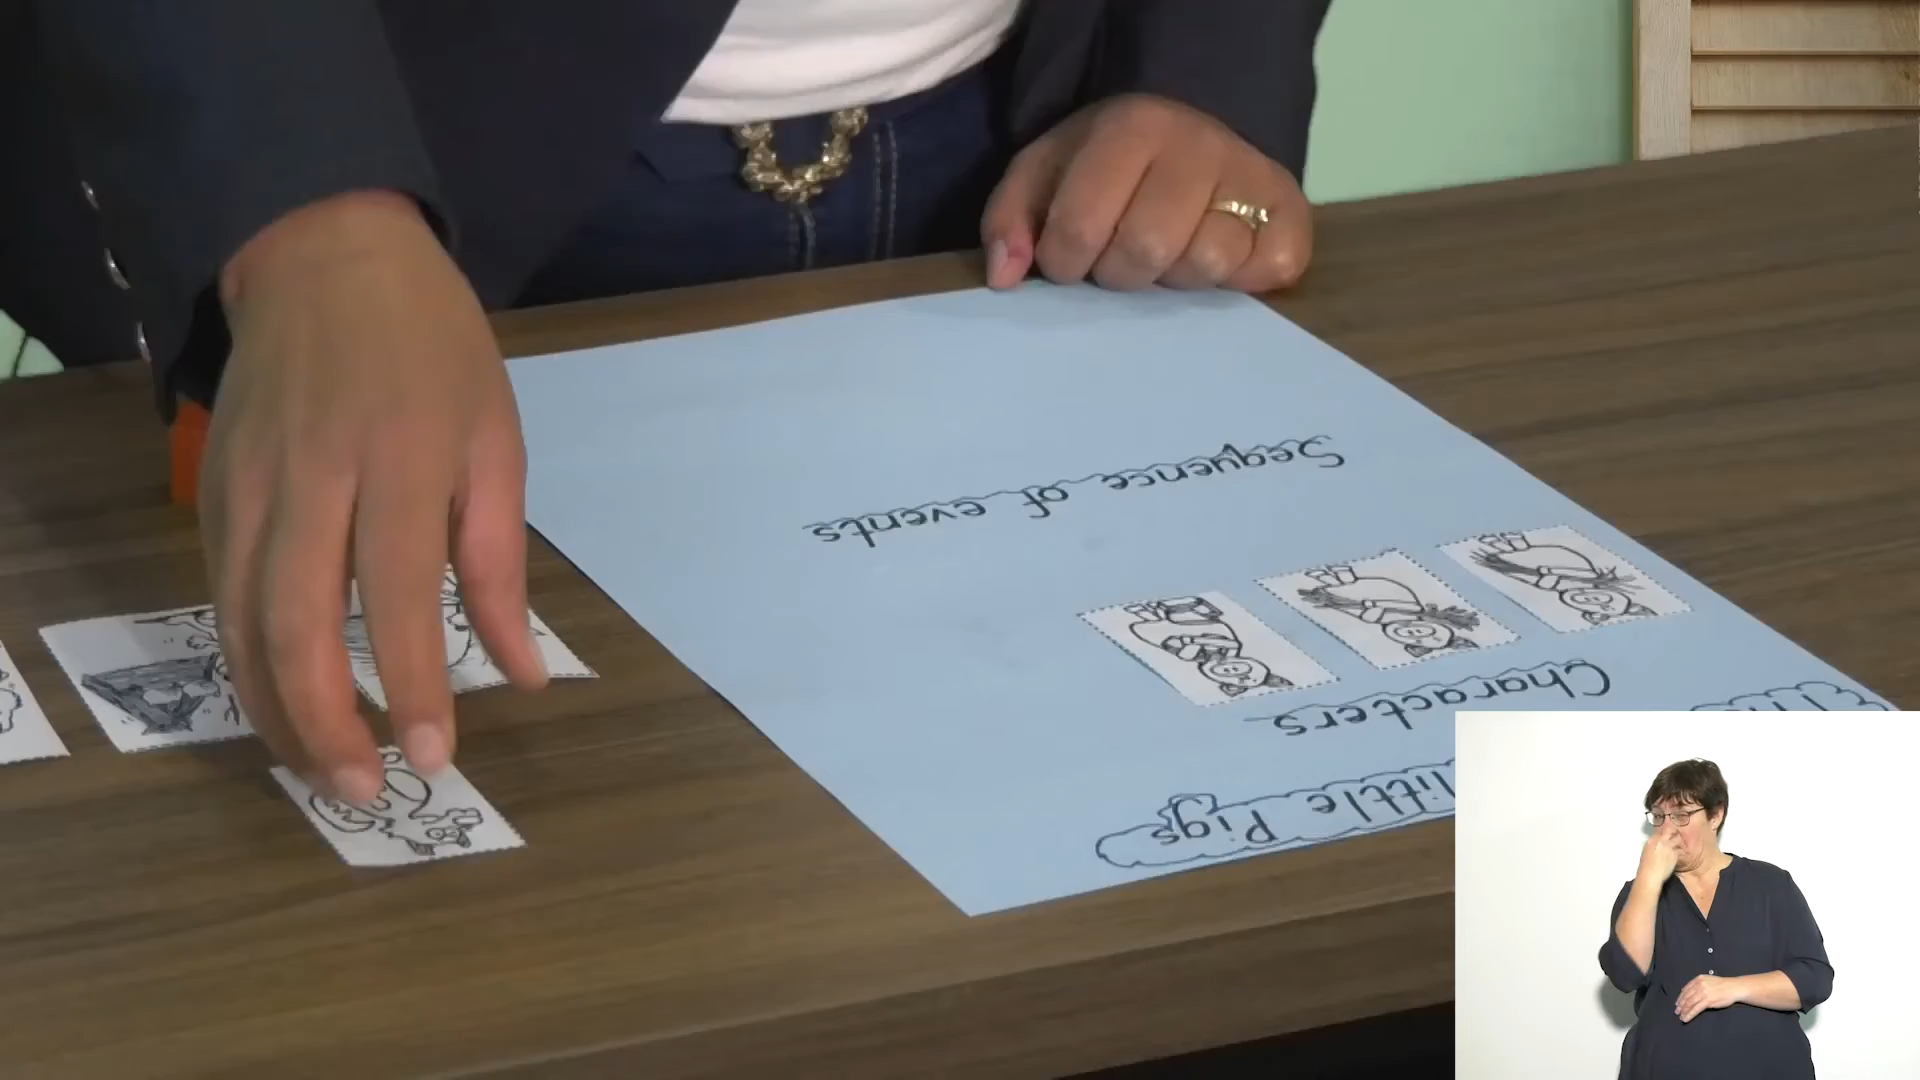 little Pigs
Characters
Sequence of events